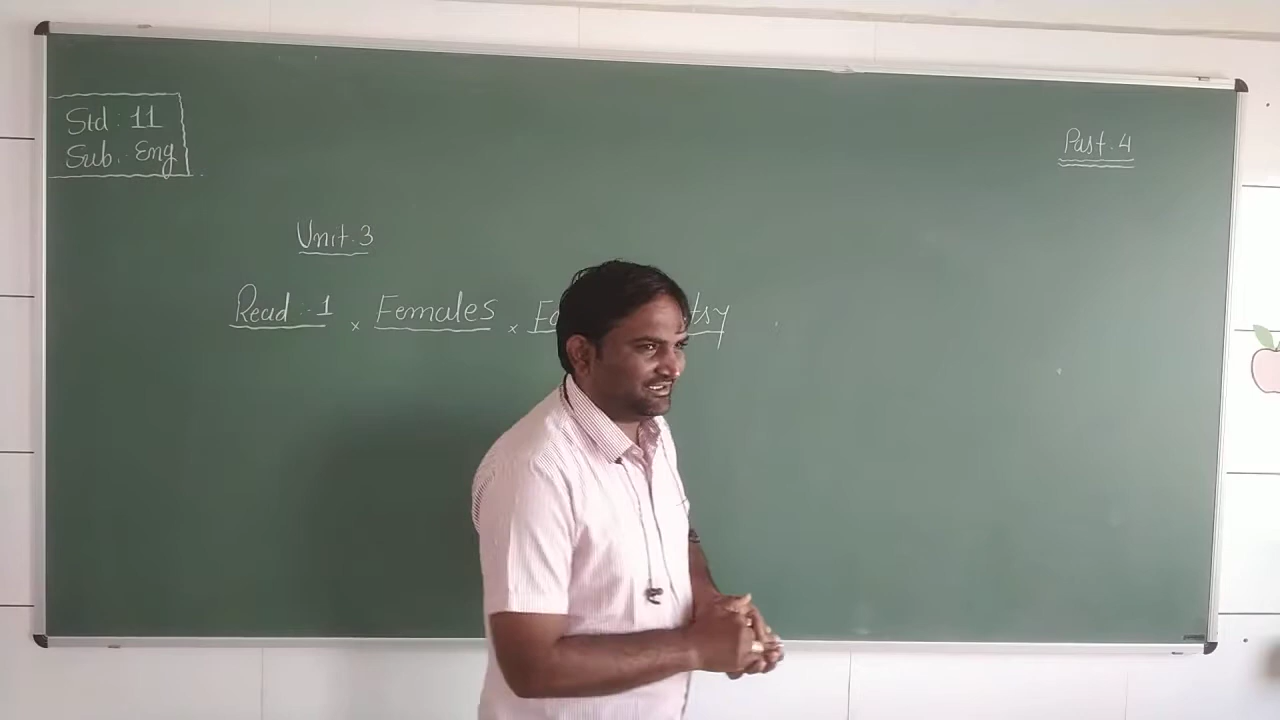 Std : 11
Sub. : Eng
Part. 4
Unit. 3
Read :- 1 x Females x